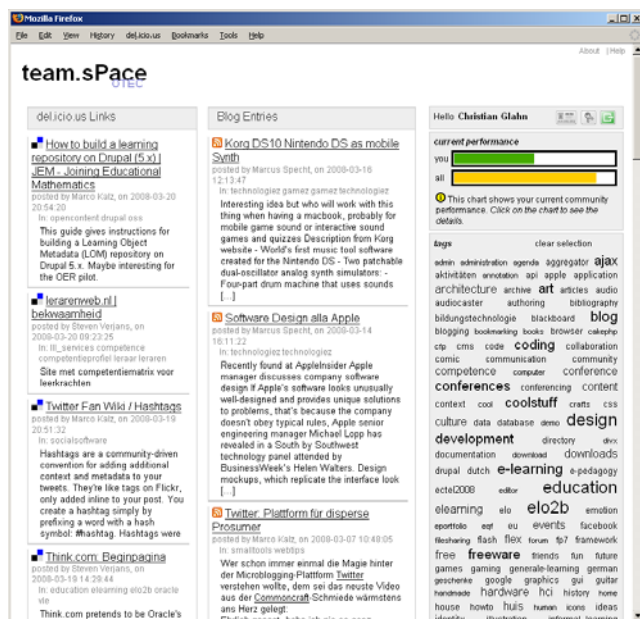 Mozilla Firefox
File Edit View History del.icio.us Bookmarks Tools Help
About | Help
team.sPace
OTEC
del.icio.us Links
How to build a learning
repository on Drupal (5.x) |
JEM - Joining Educational
Mathematics
posted by Marco Kalz, on 2008-03-20
20:54:20
In: opencontent drupal oss
This guide gives instructions for
building a Learning Object
Metadata (LOM) repository on
Drupal 5.x. Maybe interesting for
the OER pilot.
lerarenweb.nl |
bekwaamheid
posted by Steven Verjans, on
2008-03-20 09:23:25
In: lll_services competence
competentieprofiel leraar leraren
Site met competentiematrix voor
leerkrachten
Twitter Fan Wiki / Hashtags
posted by Marco Kalz, on 2008-03-19
20:51:32
In: socialsoftware
Hashtags are a community-driven
convention for adding additional
context and metadata to your
tweets. They're like tags on Flickr,
only added inline to your post. You
create a hashtag simply by
prefixing a word with a hash
symbol: #hashtag. Hashtags were
Think.com: Beginpagina
posted by Steven Verjans, on
2008-03-19 14:29:44
In: education elearning elo2b oracle
vle
Think.com pretends to be Oracle's
Blog Entries
Korg DS10 Nintendo DS as mobile
Synth
posted by Marcus Specht, on 2008-03-16
12:13:47
In: technologiez gamez gamez technologiez
Interesting idea but who will work with this
thing when having a macbook, probably for
mobile game sound or interactive sound
games and quizzes Description from Korg
website - World's first music tool software
created for the Nintendo DS - Two patchable
dual-oscillator analog synth simulators: -
Four-part drum machine that uses sounds
[...]
Software Design alla Apple
posted by Marcus Specht, on 2008-03-14
16:11:22
In: technologiez technologiez
Recently found at AppleInsider Apple
manager discusses company software
design If Apple's software looks unusually
well-designed and provides unique solutions
to problems, that's because the company
doesn't obey typical rules, Apple senior
engineering manager Michael Lopp has
revealed in a South by Southwest
technology panel attended by
BusinessWeek's Helen Walters. Design
mockups, which replicate the interface look
[...]
Twitter: Plattform für disperse
Prosumer
posted by Marco Kalz, on 2008-03-07 10:48:05
In: smalltools webtips
Wer schon immer einmal die Magie hinter
der Microblogging-Plattform Twitter
verstehen wollte, dem sei das neuste Video
aus der Commoncraft-Schmiede wärmstens
ans Herz gelegt:
Hello Christian Glahn
current performance
you
all
This chart shows your current community
performance. Click on the chart to see the
details.
tags clear selection
admin administration agenda aggregator ajax
aktivitäten annotation api apple application
architecture archive art articles audio
audiocaster authoring bibliography
bildungstechnologie blackboard blog
blogging bookmarking books browser cakephp
cfp cms code coding collaboration
comic communication community
competence computer conference
conferences conferencing content
context cool coolstuff crafts css
culture data database demo design
development directory divx
documentation download downloads
drupal dutch e-learning e-pedagogy
ectel2008 editor education
elearning elo elo2b emotion
eportfolio eqf eu events facebook
filesharing flash flex forum fp7 framework
free freeware friends fun future
games gaming generale-learning german
geschenke google graphics gui guitar
handmade hardware hci history home
house howto huis human icons ideas
identity illustration informal-learning